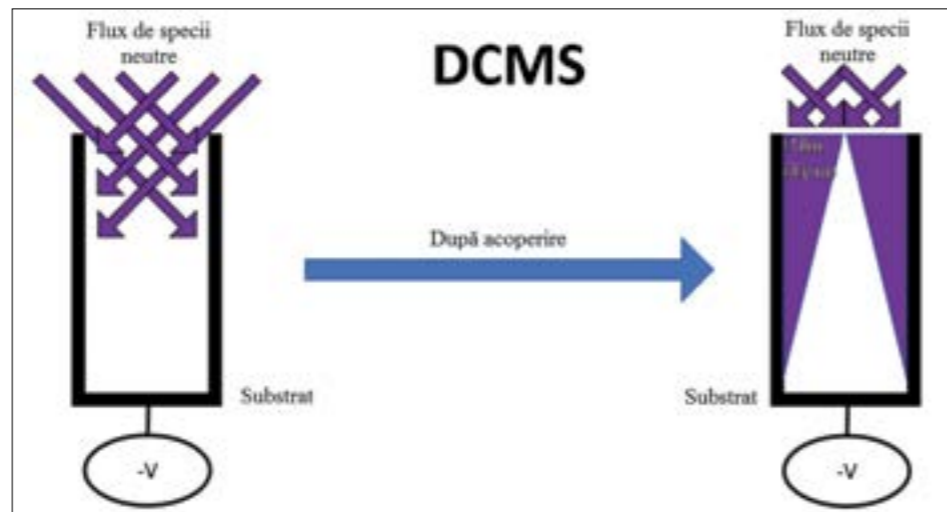 Flux de specii
neutre
DCMS
Flux de specii
neutre
După acoperire
Substrat
Substrat
-V
-V